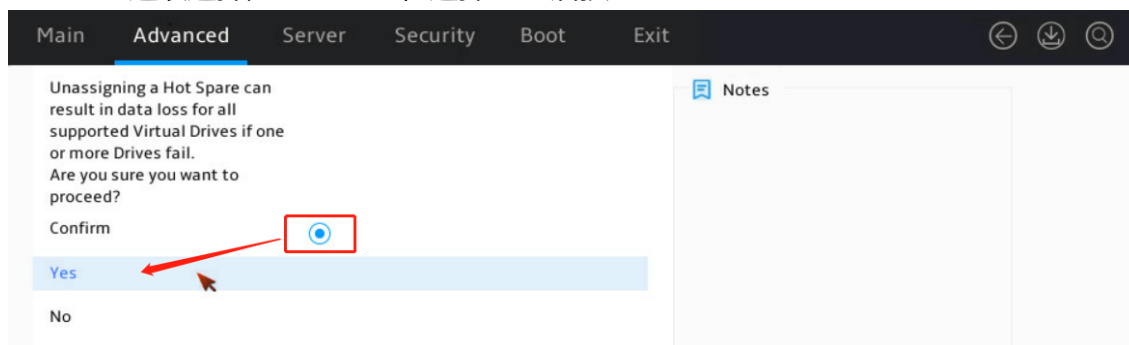 Main Advanced Server Security Boot Exit
Unassigning a Hot Spare can
result in data loss for all
supported Virtual Drives if one
or more Drives fail.
Are you sure you want to
proceed?
Confirm
Yes
No
Notes